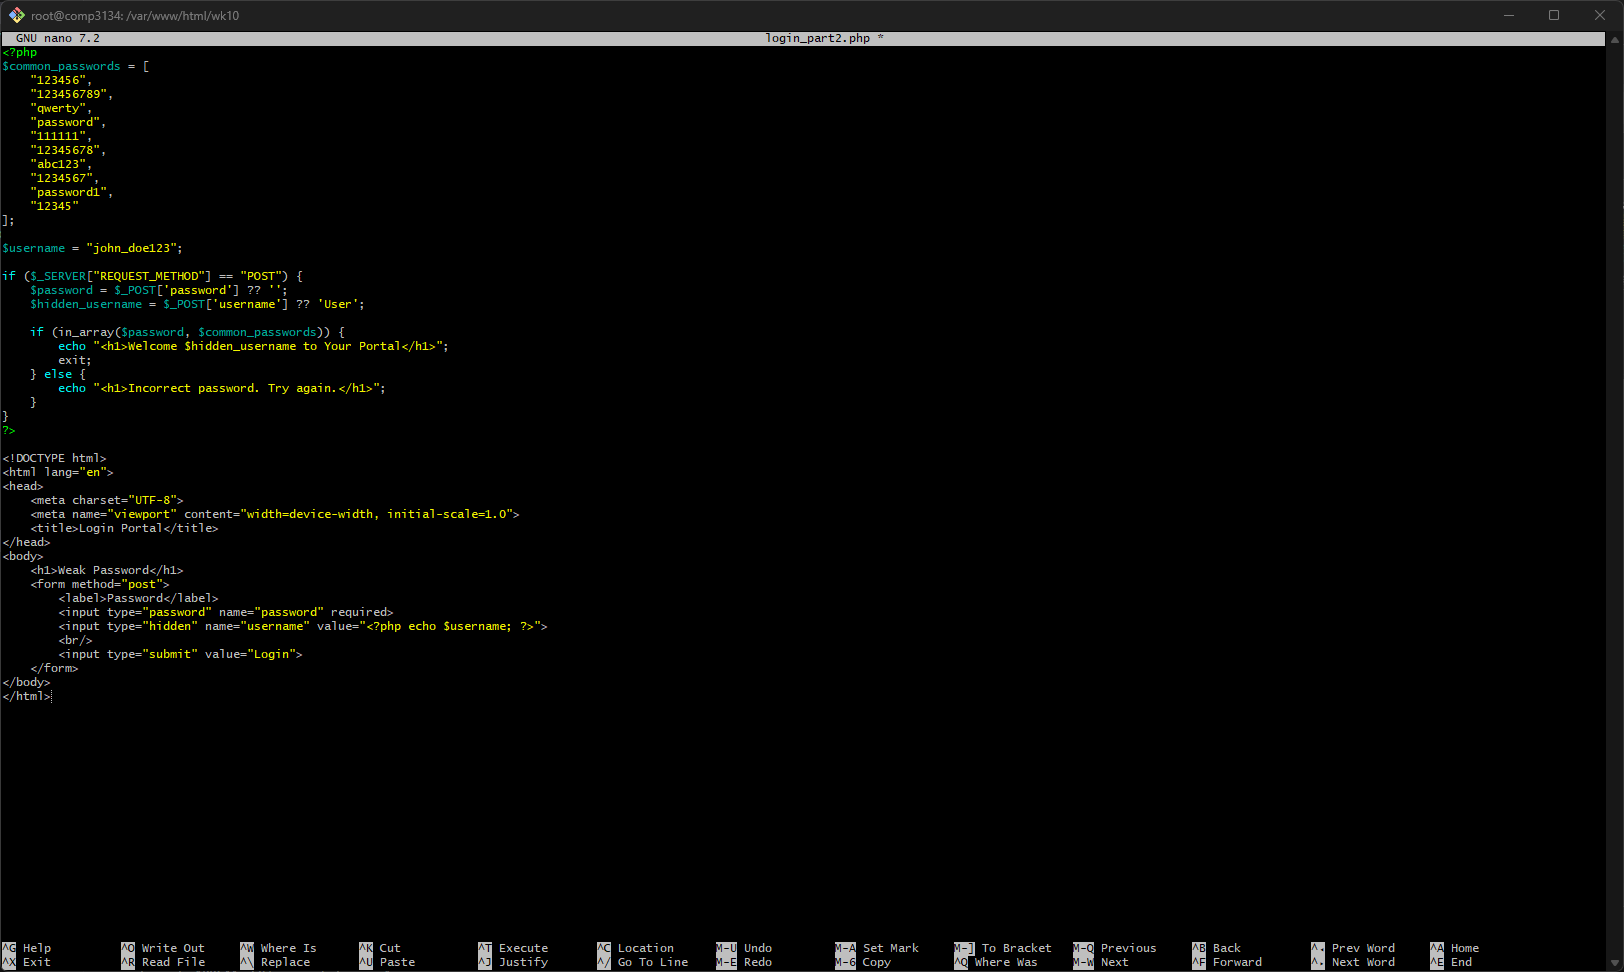 root@comp3134: /var/www/html/wk10
GNU nano 7.2 login_part2.php *
<?php
$common_passwords = [
    "123456",
    "123456789",
    "qwerty",
    "password",
    "111111",
    "12345678",
    "abc123",
    "1234567",
    "password1",
    "12345"
];

$username = "john_doe123";

if ($_SERVER["REQUEST_METHOD"] == "POST") {
    $password = $_POST['password'] ?? '';
    $hidden_username = $_POST['username'] ?? 'User';

    if (in_array($password, $common_passwords)) {
        echo "<h1>Welcome $hidden_username to Your Portal</h1>";
        exit;
    } else {
        echo "<h1>Incorrect password. Try again.</h1>";
    }
}
?>

<!DOCTYPE html>
<html lang="en">
<head>
    <meta charset="UTF-8">
    <meta name="viewport" content="width=device-width, initial-scale=1.0">
    <title>Login Portal</title>
</head>
<body>
    <h1>Weak Password</h1>
    <form method="post">
        <label>Password</label>
        <input type="password" name="password" required>
        <input type="hidden" name="username" value="<?php echo $username; ?>">
        <br/>
        <input type="submit" value="Login">
    </form>
</body>
</html>
^G Help ^O Write Out ^W Where Is ^K Cut ^T Execute ^C Location M-U Undo M-A Set Mark M-] To Bracket M-Q Previous ^B Back ^◂ Prev Word ^A Home
^X Exit ^R Read File ^\ Replace ^U Paste ^J Justify ^/ Go To Line M-E Redo M-6 Copy ^Q Where Was M-W Next ^F Forward ^▸ Next Word ^E End